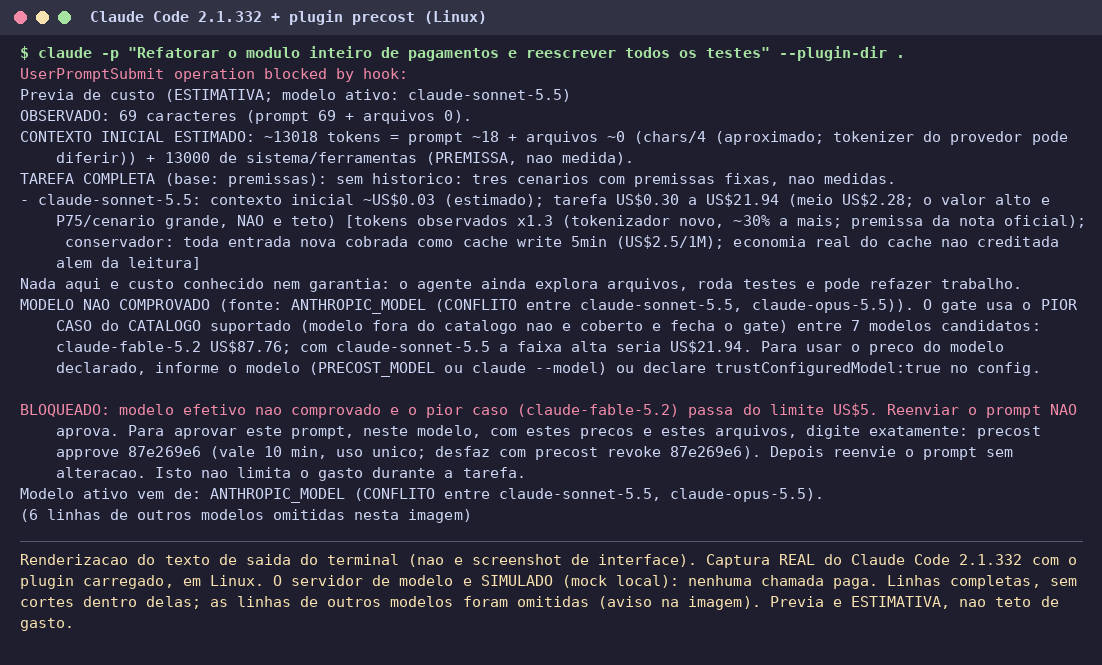 Claude Code 2.1.332 + plugin precost (Linux)
$ claude -p "Refatorar o modulo inteiro de pagamentos e reescrever todos os testes" --plugin-dir .
UserPromptSubmit operation blocked by hook:
Previa de custo (ESTIMATIVA; modelo ativo: claude-sonnet-5.5)
OBSERVADO: 69 caracteres (prompt 69 + arquivos 0).
CONTEXTO INICIAL ESTIMADO: ~13018 tokens = prompt ~18 + arquivos ~0 (chars/4 (aproximado; tokenizer do provedor pode
diferir)) + 13000 de sistema/ferramentas (PREMISSA, nao medida).
TAREFA COMPLETA (base: premissas): sem historico: tres cenarios com premissas fixas, nao medidas.
- claude-sonnet-5.5: contexto inicial ~US$0.03 (estimado); tarefa US$0.30 a US$21.94 (meio US$2.28; o valor alto e
P75/cenario grande, NAO e teto) [tokens observados x1.3 (tokenizador novo, ~30% a mais; premissa da nota oficial);
conservador: toda entrada nova cobrada como cache write 5min (US$2.5/1M); economia real do cache nao creditada
alem da leitura]
Nada aqui e custo conhecido nem garantia: o agente ainda explora arquivos, roda testes e pode refazer trabalho.
MODELO NAO COMPROVADO (fonte: ANTHROPIC_MODEL (CONFLITO entre claude-sonnet-5.5, claude-opus-5.5)). O gate usa o PIOR
CASO do CATALOGO suportado (modelo fora do catalogo nao e coberto e fecha o gate) entre 7 modelos candidatos:
claude-fable-5.2 US$87.76; com claude-sonnet-5.5 a faixa alta seria US$21.94. Para usar o preco do modelo
declarado, informe o modelo (PRECOST_MODEL ou claude --model) ou declare trustConfiguredModel:true no config.
BLOQUEADO: modelo efetivo nao comprovado e o pior caso (claude-fable-5.2) passa do limite US$5. Reenviar o prompt NAO
aprova. Para aprovar este prompt, neste modelo, com estes precos e estes arquivos, digite exatamente: precost
approve 87e269e6 (vale 10 min, uso unico; desfaz com precost revoke 87e269e6). Depois reenvie o prompt sem
alteracao. Isto nao limita o gasto durante a tarefa.
Modelo ativo vem de: ANTHROPIC_MODEL (CONFLITO entre claude-sonnet-5.5, claude-opus-5.5).
(6 linhas de outros modelos omitidas nesta imagem)
Renderizacao do texto de saida do terminal (nao e screenshot de interface). Captura REAL do Claude Code 2.1.332 com o
plugin carregado, em Linux. O servidor de modelo e SIMULADO (mock local): nenhuma chamada paga. Linhas completas, sem
cortes dentro delas; as linhas de outros modelos foram omitidas (aviso na imagem). Previa e ESTIMATIVA, nao teto de
gasto.